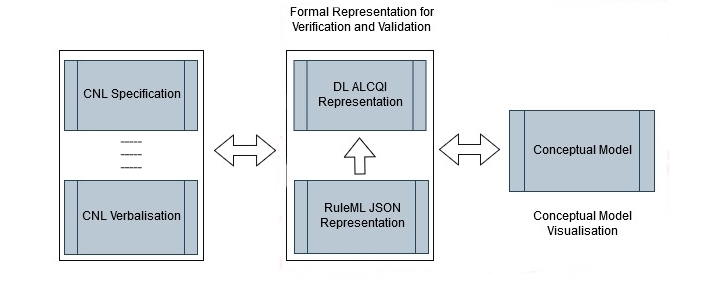 Formal Representation for
Verification and Validation
CNL Specification
-----
-----
-----
CNL Verbalisation
DL ALCQI
Representation
RuleML JSON
Representation
Conceptual Model
Conceptual Model
Visualisation